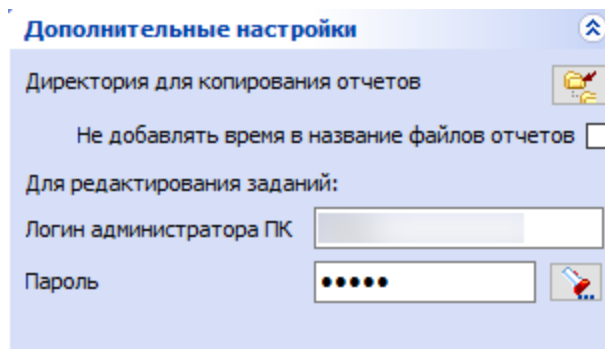 Дополнительные настройки
Директория для копирования отчетов
Не добавлять время в название файлов отчетов
Для редактирования заданий:
Логин администратора ПК
Пароль •••••